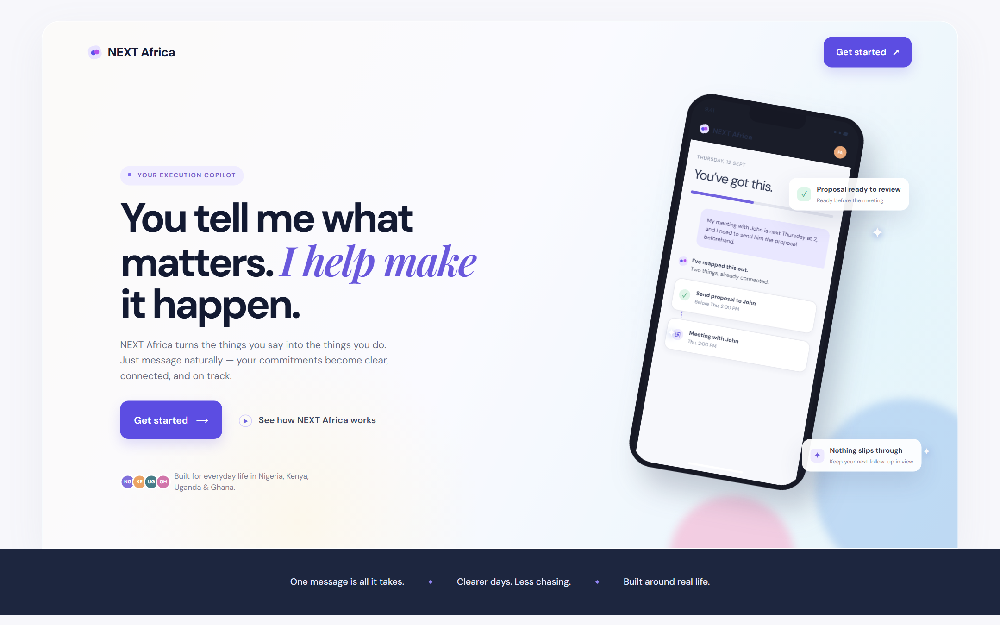 NEXT Africa
Get started ↗
YOUR EXECUTION COPILOT
You tell me what
matters. I help make
it happen.
NEXT Africa turns the things you say into the things you do.
Just message naturally — your commitments become clear,
connected, and on track.
Get started →
See how NEXT Africa works
NG KE UG GH
Built for everyday life in Nigeria, Kenya,
Uganda & Ghana.
9:41
NEXT Africa
PA
THURSDAY, 12 SEPT
You've got this.
Proposal ready to review
Ready before the meeting
My meeting with John is next Thursday at 2,
and I need to send him the proposal
beforehand.
I've mapped this out.
Two things, already connected.
Send proposal to John
Before Thu, 2:00 PM
Meeting with John
Thu, 2:00 PM
Nothing slips through
Keep your next follow-up in view
One message is all it takes.
Clearer days. Less chasing.
Built around real life.